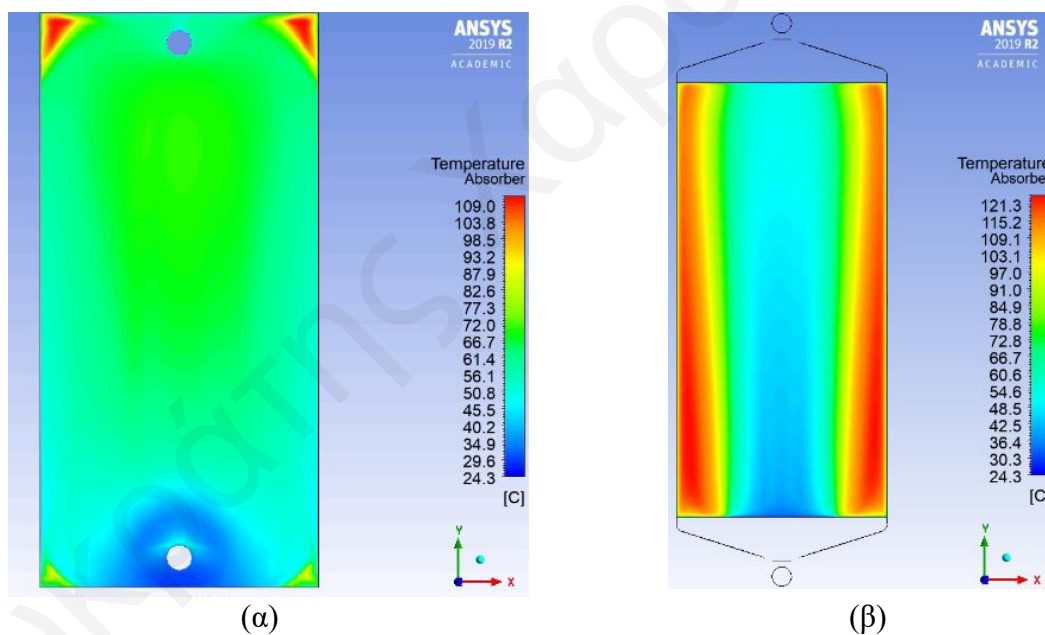 ANSYS
2019 R2
ACADEMIC
Temperature
Absorber
109.0
103.8
98.5
93.2
87.9
82.6
77.3
72.0
66.7
61.4
56.1
50.8
45.5
40.2
34.9
29.6
24.3
[C]
Y
X
(α)
ANSYS
2019 R2
ACADEMIC
Temperature
Absorber
121.3
115.2
109.1
103.1
97.0
91.0
84.9
78.8
72.8
66.7
60.6
54.6
48.5
42.5
36.4
30.3
24.3
[C]
Y
X
(β)